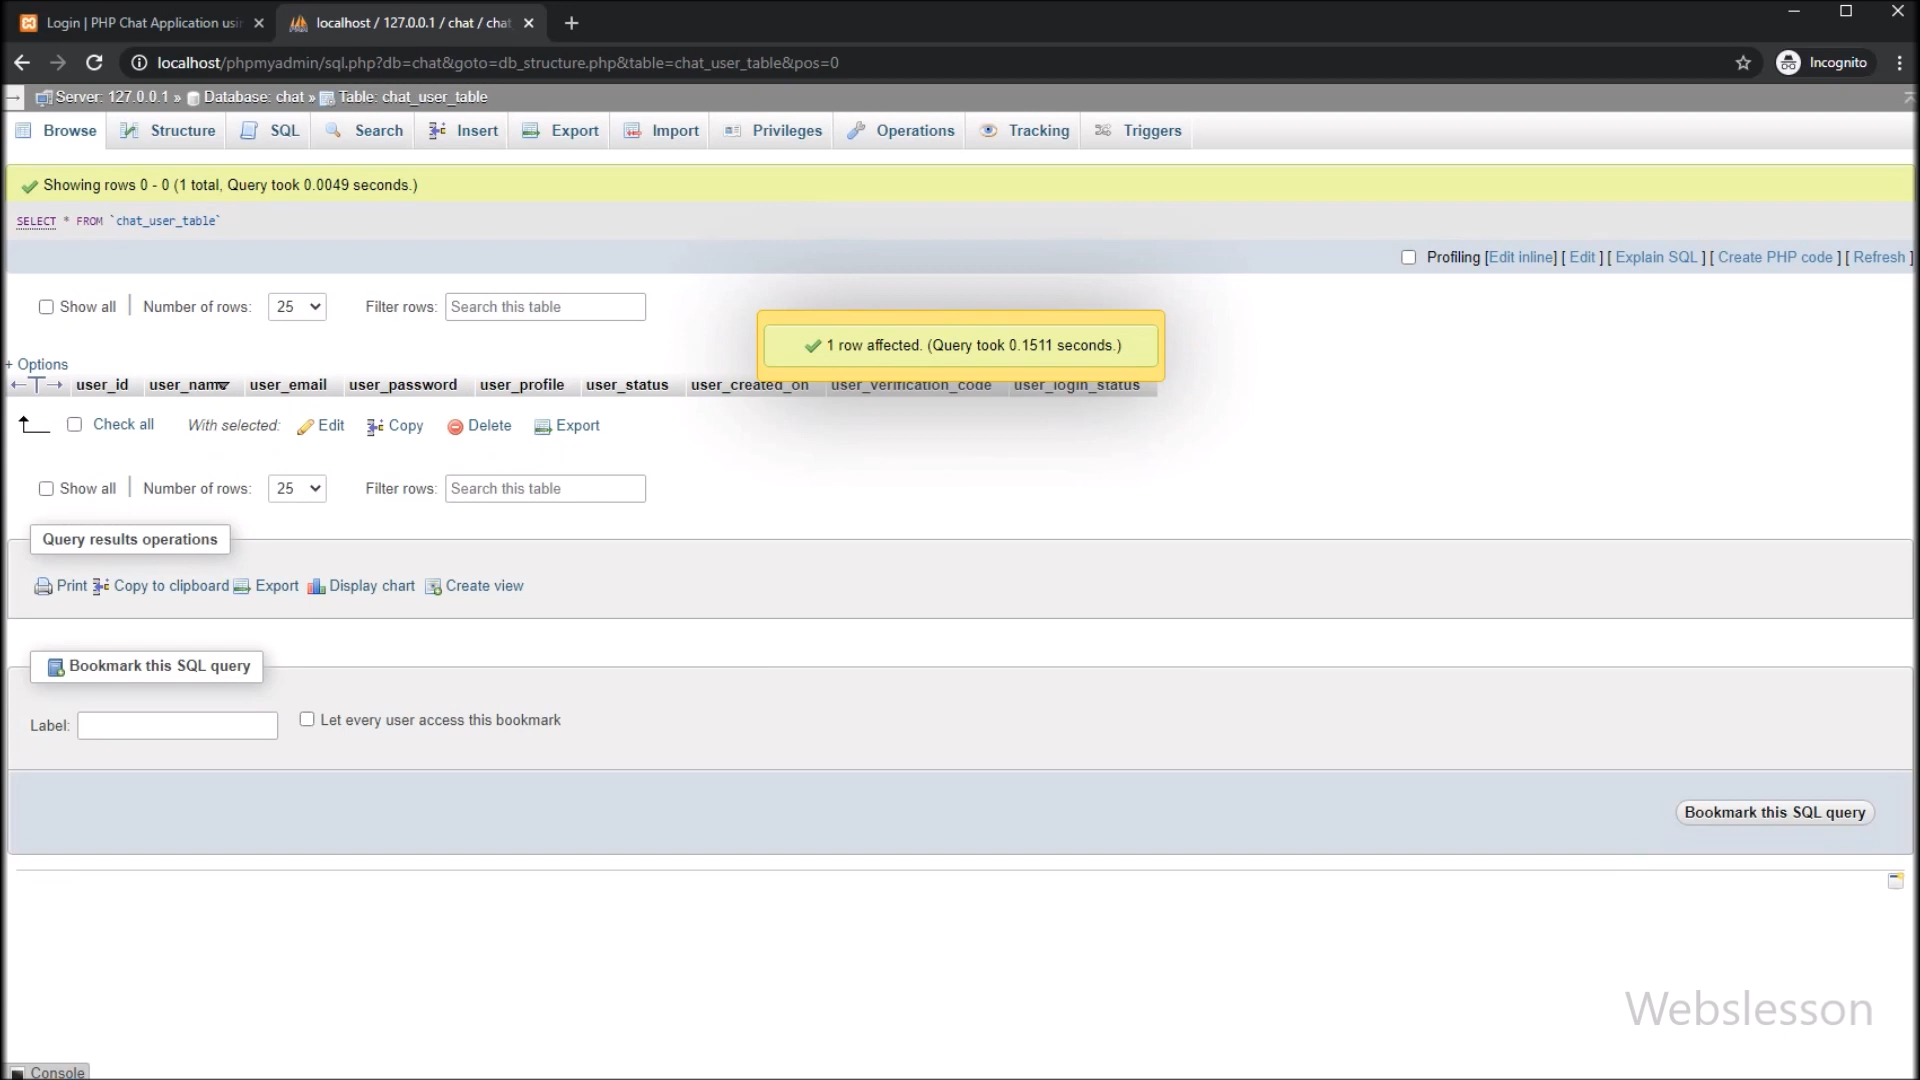 Login | PHP Chat Application usin
localhost / 127.0.0.1 / chat / chat
localhost/phpmyadmin/sql.php?db=chat&goto=db_structure.php&table=chat_user_table&pos=0
Incognito
Server: 127.0.0.1 » Database: chat » Table: chat_user_table
Browse Structure SQL Search Insert Export Import Privileges Operations Tracking Triggers
Showing rows 0 - 0 (1 total, Query took 0.0049 seconds.)
SELECT * FROM `chat_user_table`
Profiling [Edit inline] [ Edit ] [ Explain SQL ] [ Create PHP code ] [ Refresh ]
Show all | Number of rows: 25 Filter rows: Search this table
1 row affected. (Query took 0.1511 seconds.)
+ Options
←T→ user_id user_name user_email user_password user_profile user_status user_created_on user_verification_code user_login_status
Check all With selected: Edit Copy Delete Export
Show all | Number of rows: 25 Filter rows: Search this table
Query results operations
Print Copy to clipboard Export Display chart Create view
Bookmark this SQL query
Label: Let every user access this bookmark
Bookmark this SQL query
Webslesson
Console